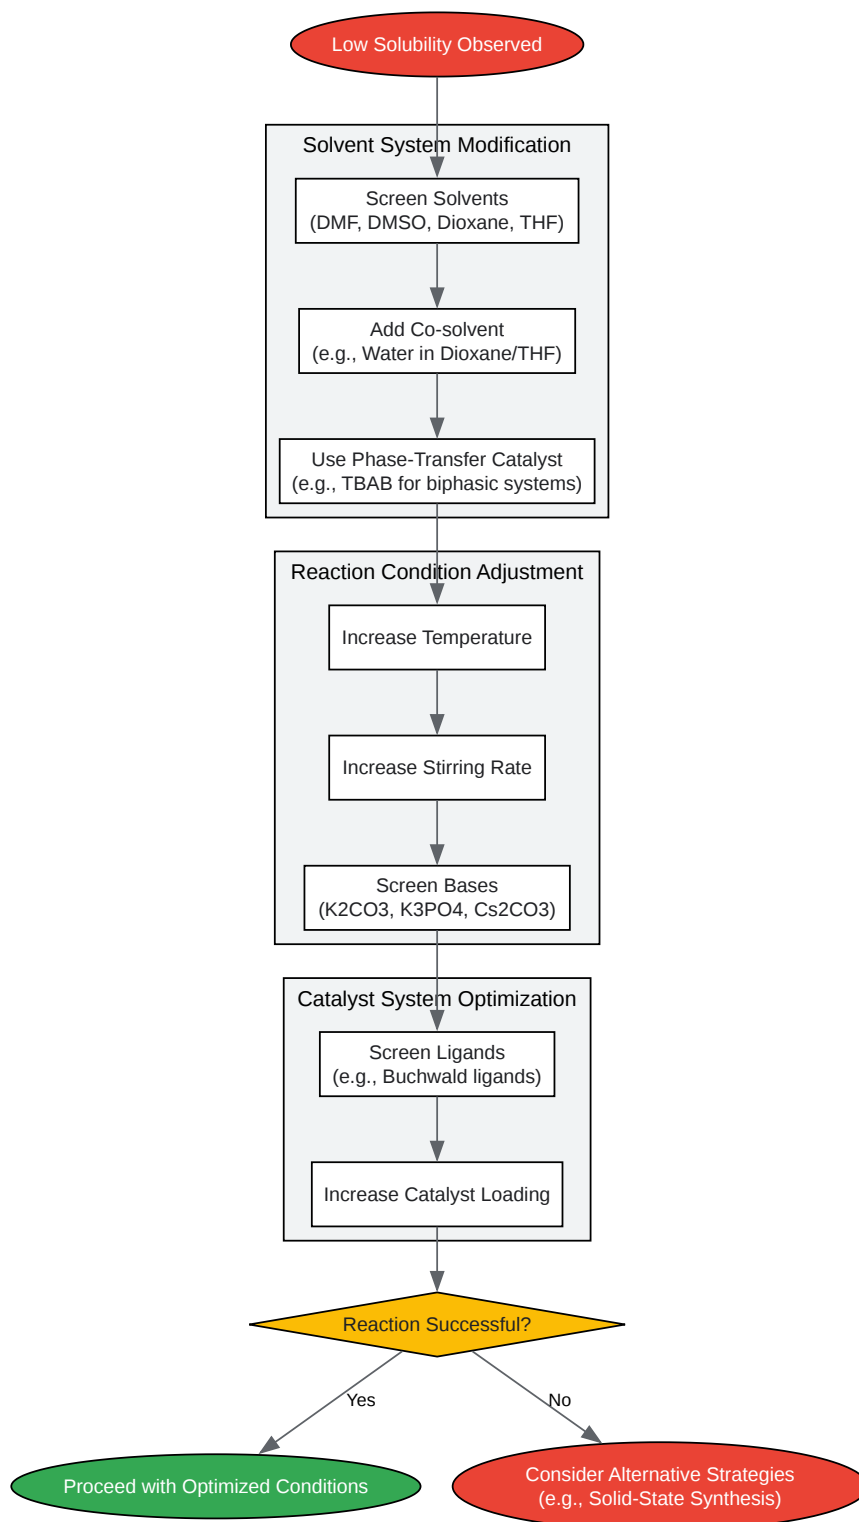 Low Solubility Observed
Solvent System Modification
Screen Solvents
(DMF, DMSO, Dioxane, THF)
Add Co-solvent
(e.g., Water in Dioxane/THF)
Use Phase-Transfer Catalyst
(e.g., TBAB for biphasic systems)
Reaction Condition Adjustment
Increase Temperature
Increase Stirring Rate
Screen Bases
(K2CO3, K3PO4, Cs2CO3)
Catalyst System Optimization
Screen Ligands
(e.g., Buchwald ligands)
Increase Catalyst Loading
Reaction Successful?
Yes
No
Proceed with Optimized Conditions
Consider Alternative Strategies
(e.g., Solid-State Synthesis)